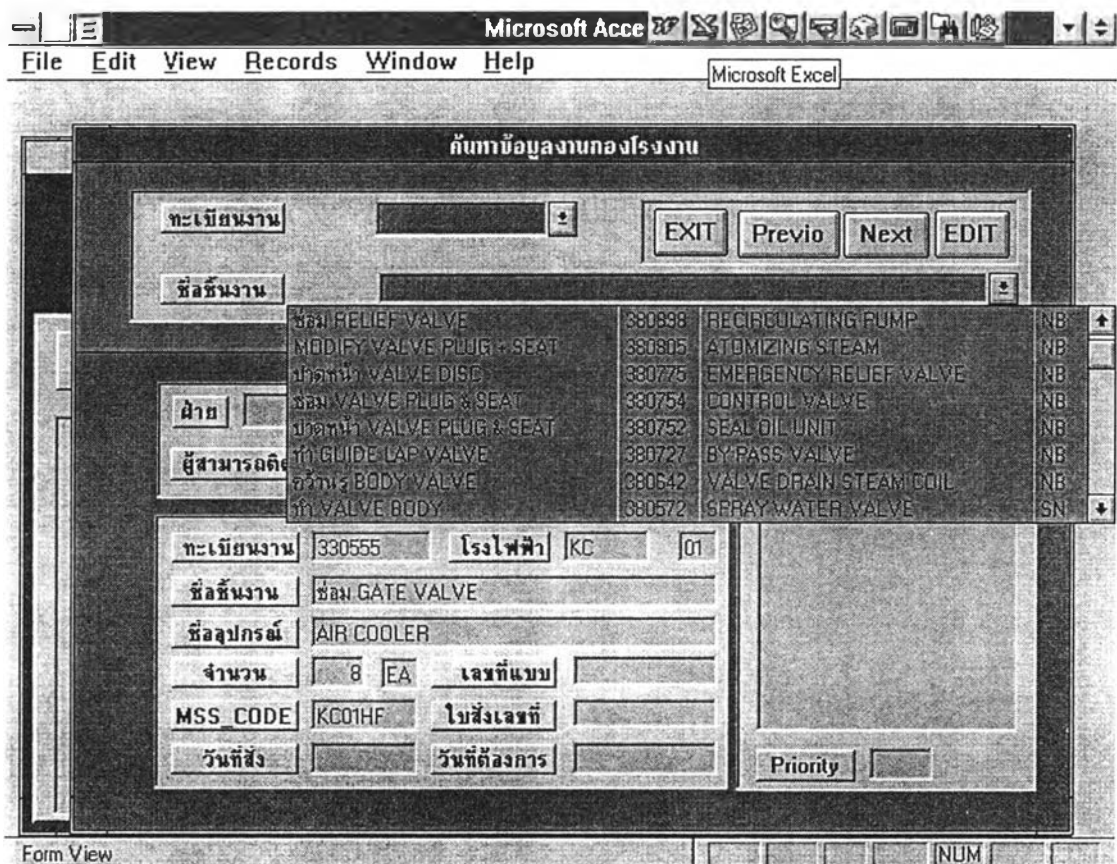 Microsoft Acce
File Edit View Records Window Help
Microsoft Excel
ค้นหาข้อมูลงานกองโรงงาน
ทะเบียนงาน
EXIT Previo Next EDIT
ชื่อชิ้นงาน
ซ่อม RELIEF VALVE 380898 RECIRCULATING PUMP NB
MODIFY VALVE PLUG + SEAT 380805 ATOMIZING STEAM NB
ปาดหน้า VALVE DISC 380775 EMERGENCY RELIEF VALVE NB
ซ่อม VALVE PLUG & SEAT 380754 CONTROL VALVE NB
ปาดหน้า VALVE PLUG & SEAT 380752 SEAL OIL UNIT NB
ทำ GUIDE LAP VALVE 380727 BY-PASS VALVE NB
คว้านรู BODY VALVE 380642 VALVE DRAIN STEAM COIL NB
ทำ VALVE BODY 380572 SPRAY WATER VALVE SN
ฝ่าย
ผู้สามารถติด
ทะเบียนงาน 330555 โรงไฟฟ้า KC 01
ชื่อชิ้นงาน ซ่อม GATE VALVE
ชื่ออุปกรณ์ AIR COOLER
จำนวน 8 EA เลขที่แบบ
MSS_CODE KC01HF ใบสั่งเลขที่
วันที่สั่ง วันที่ต้องการ
Priority
Form View NUM